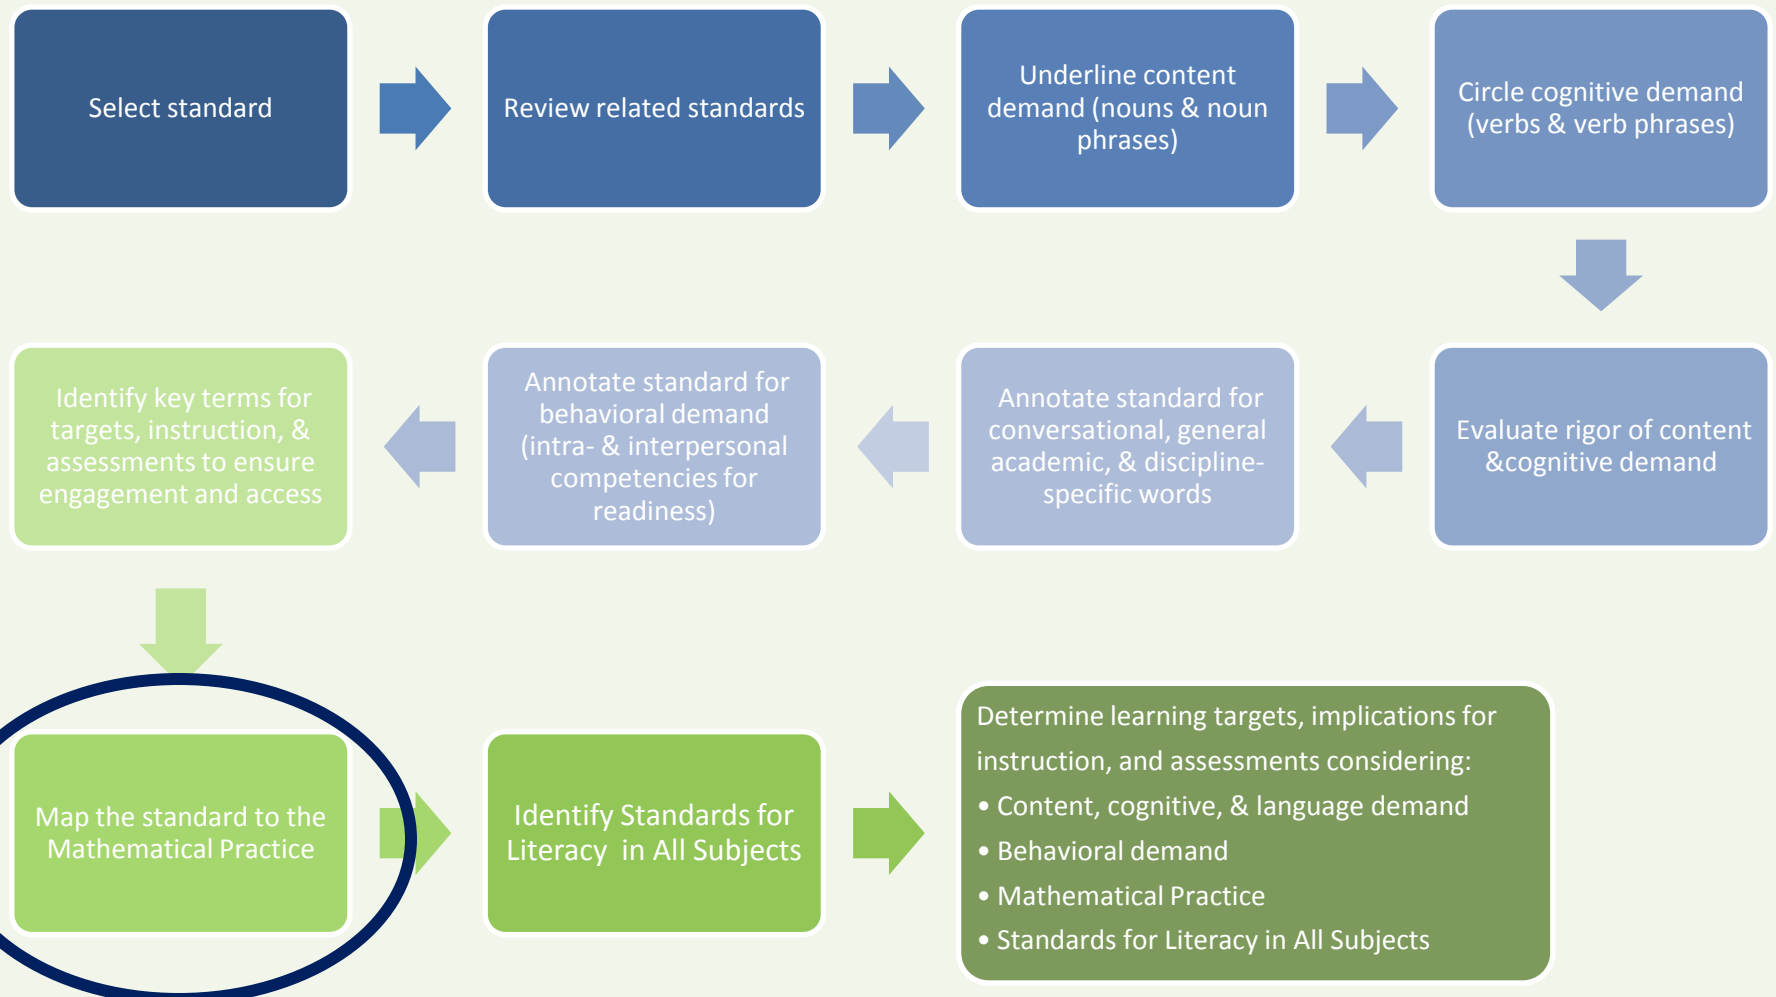 Select standard
Review related standards
Underline content
demand (nouns & noun
phrases)
Circle cognitive demand
(verbs & verb phrases)
Evaluate rigor of content
&cognitive demand
Annotate standard for
conversational, general
academic, & discipline-
specific words
Annotate standard for
behavioral demand
(intra- & interpersonal
competencies for
readiness)
Identify key terms for
targets, instruction, &
assessments to ensure
engagement and access
Map the standard to the
Mathematical Practice
Identify Standards for
Literacy  in All Subjects
Determine learning targets, implications for
instruction, and assessments considering:
• Content, cognitive, & language demand
• Behavioral demand
• Mathematical Practice
• Standards for Literacy in All Subjects